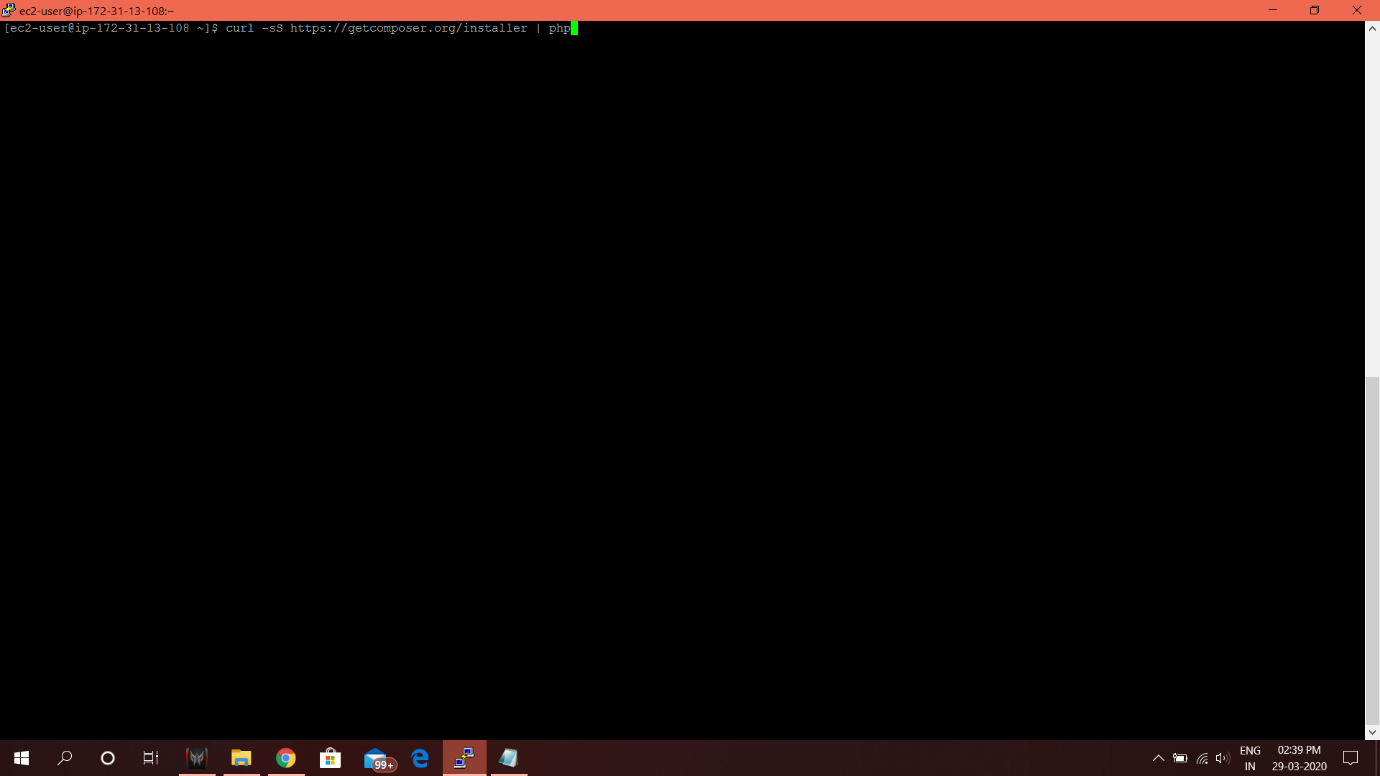 ec2-user@ip-172-31-13-108:~
[ec2-user@ip-172-31-13-108 ~]$ curl -sS https://getcomposer.org/installer | php
99+
ENG
IN
02:39 PM
29-03-2020